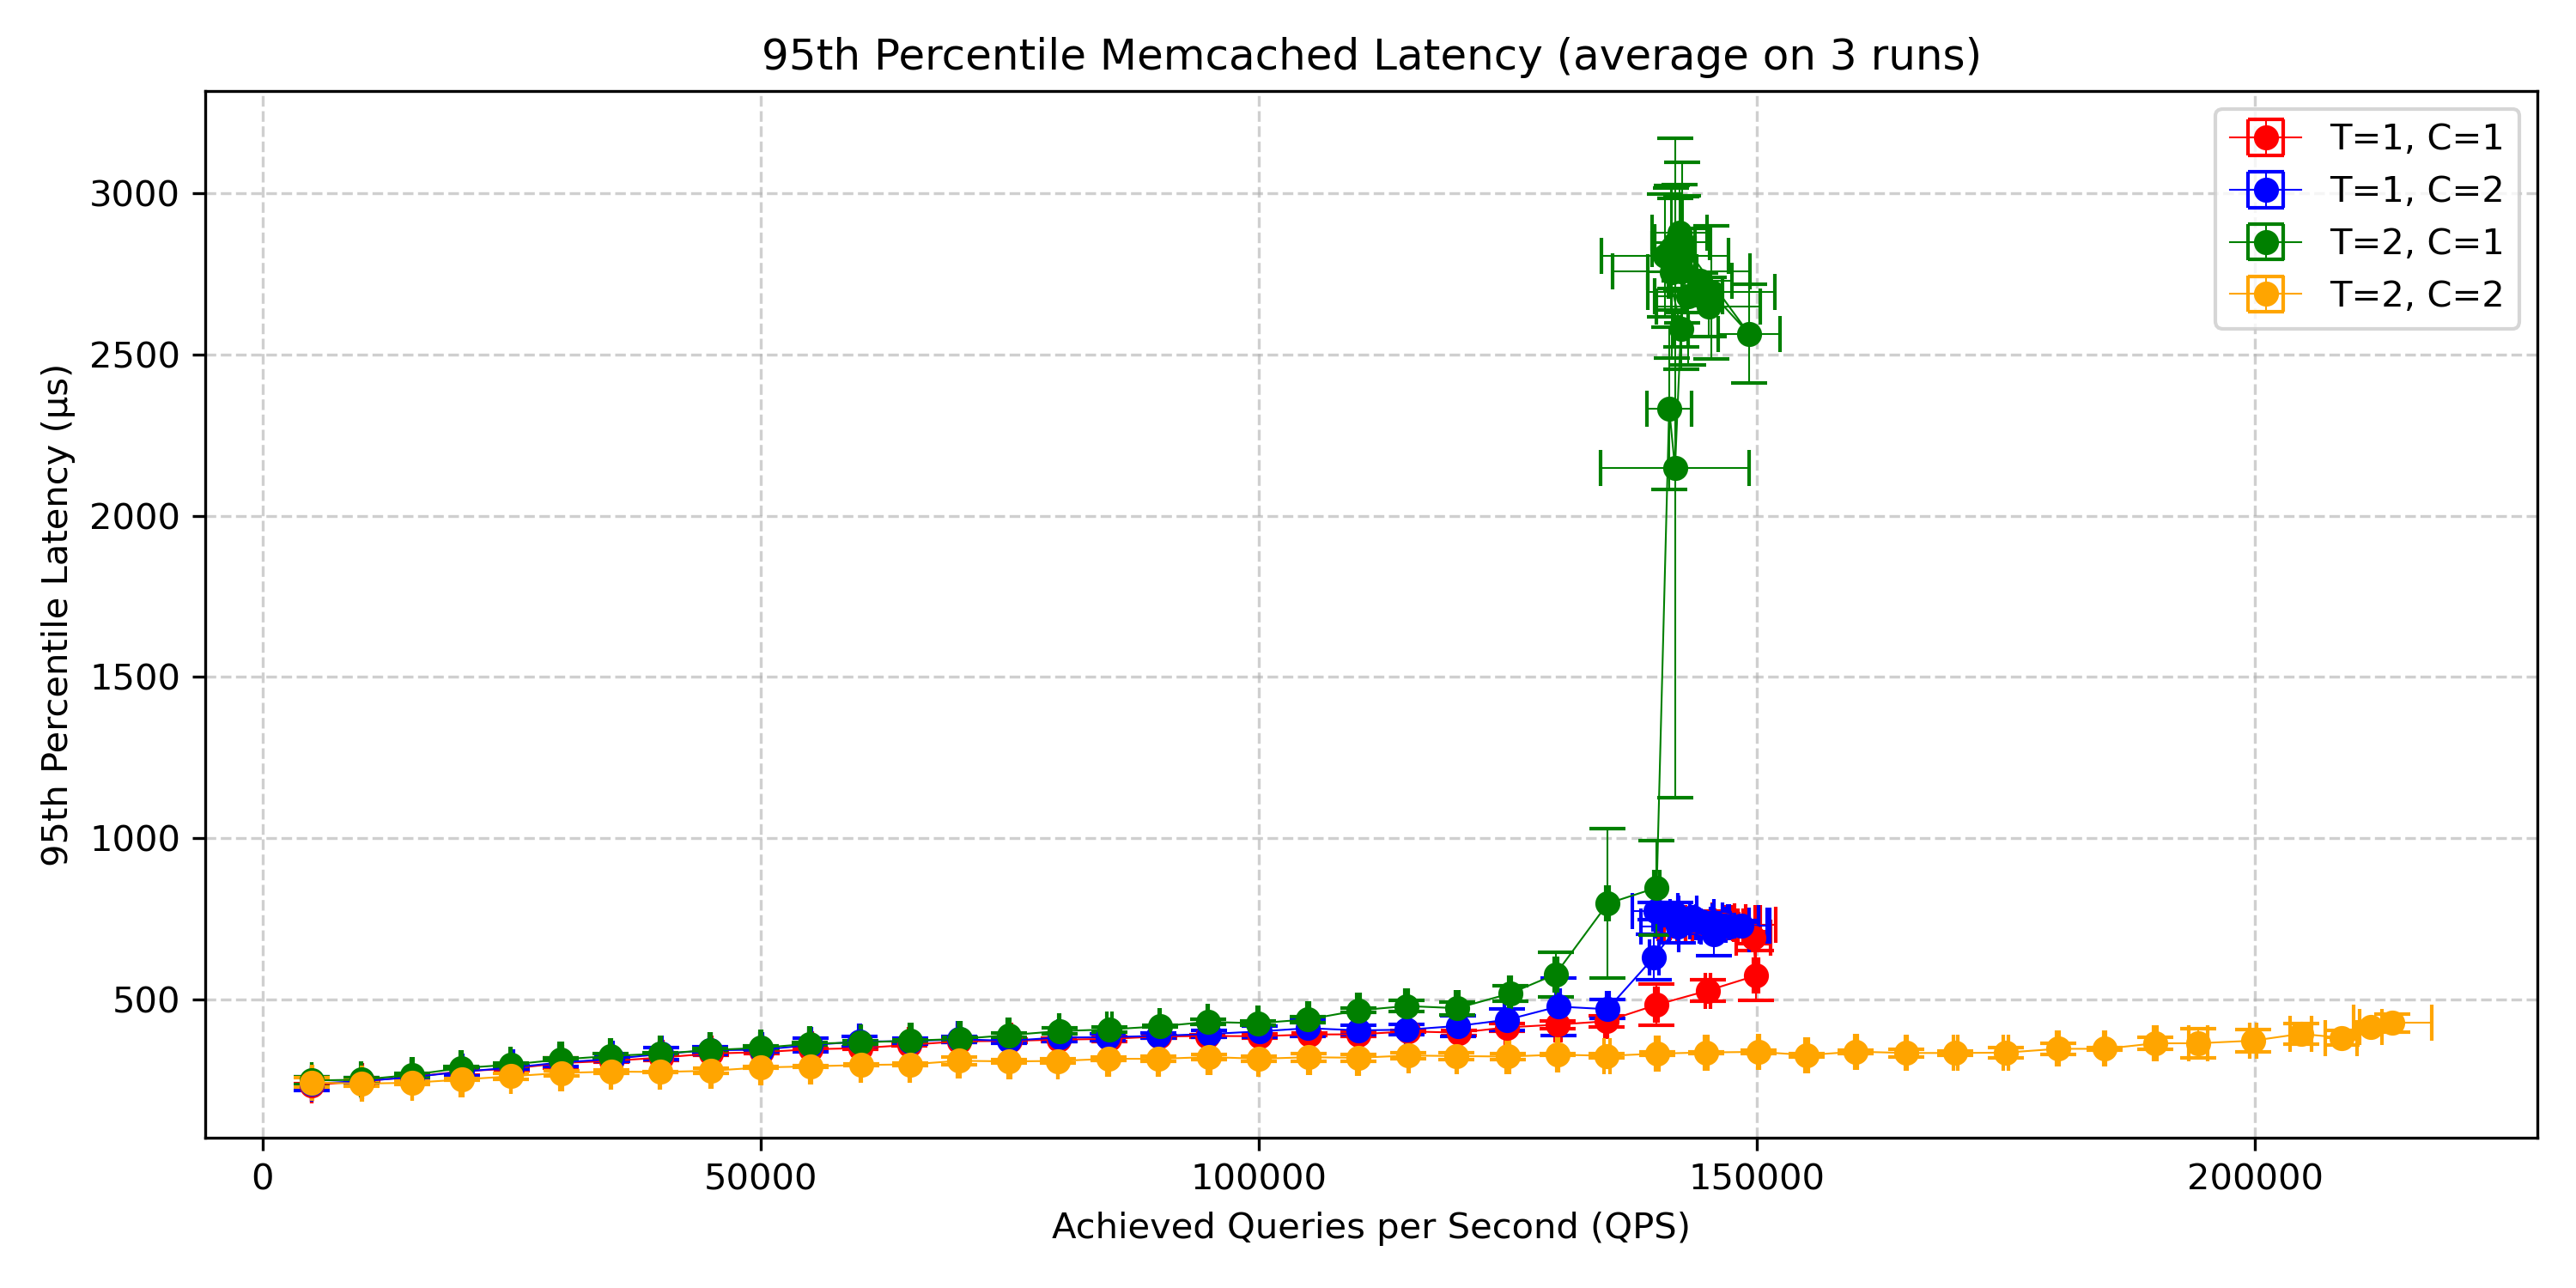 95th Percentile Memcached Latency (average on 3 runs)
T=1, C=1
T=1, C=2
T=2, C=1
T=2, C=2
95th Percentile Latency (μs)
3000
2500
2000
1500
1000
500
0
50000
100000
150000
200000
Achieved Queries per Second (QPS)